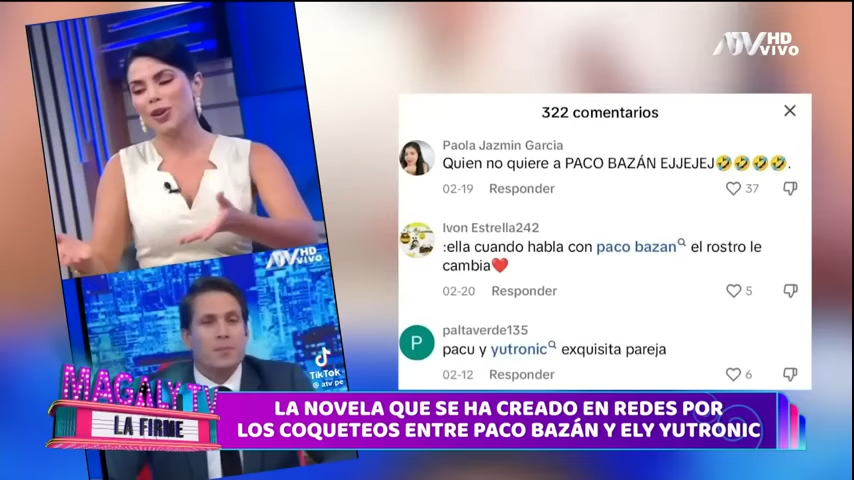 ATV HD
VIVO
322 comentarios
Paola Jazmin Garcia
Quien no quiere a PACO BAZÁN EJJEJEJ🤣🤣🤣🤣.
02-19 Responder 37
Ivon Estrella242
:ella cuando habla con paco bazan el rostro le
cambia❤️
02-20 Responder 5
P
paltaverde135
pacu y yutronic exquisita pareja
02-12 Responder 6
ATV HD
VIVO
TikTok
@ atv.pe
MAGALY TV
LA FIRME
LA NOVELA QUE SE HA CREADO EN REDES POR
LOS COQUETEOS ENTRE PACO BAZÁN Y ELY YUTRONIC